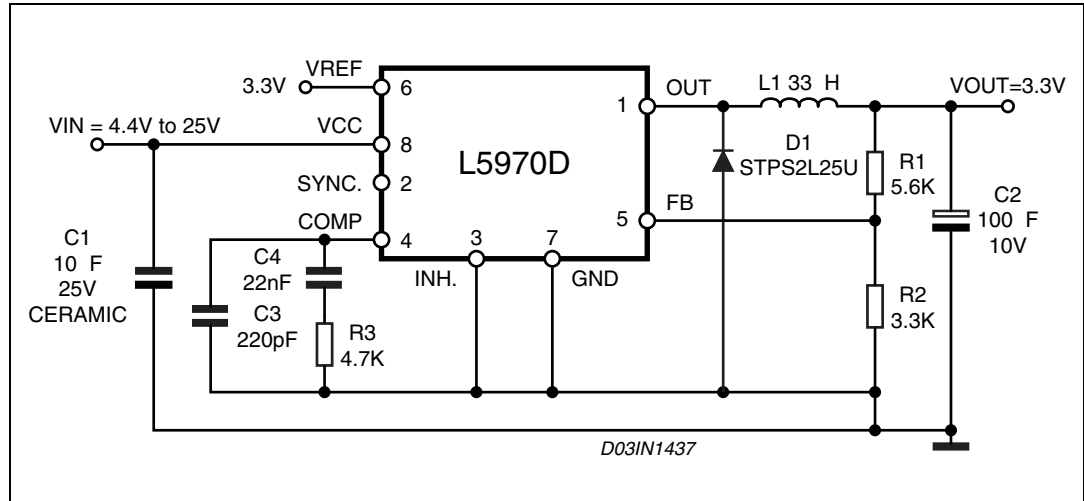 VREF
3.3V
6
VIN = 4.4V to 25V
VCC
8
SYNC.
2
COMP
4
L5970D
3
INH.
7
GND
1
OUT
5
FB
L1 33 H
VOUT=3.3V
D1
STPS2L25U
R1
5.6K
R2
3.3K
C2
100 F
10V
C1
10 F
25V
CERAMIC
C4
22nF
C3
220pF
R3
4.7K
D03IN1437